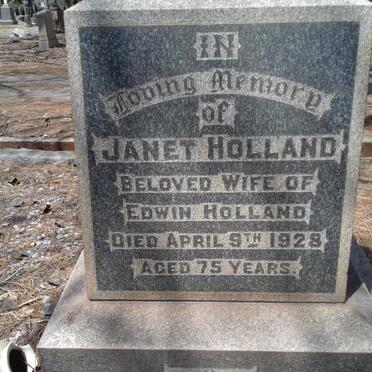 IN
Loving Memory
of
JANET HOLLAND
BELOVED WIFE OF
EDWIN HOLLAND
DIED APRIL 9TH 1928
AGED 75 YEARS.